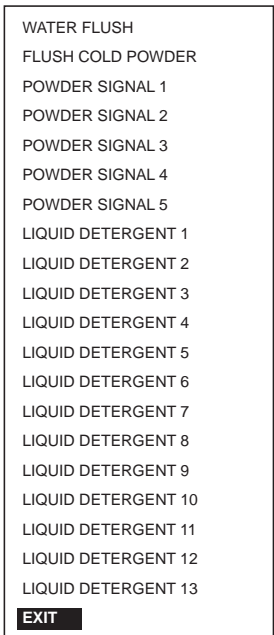 WATER FLUSH
FLUSH COLD POWDER
POWDER SIGNAL 1
POWDER SIGNAL 2
POWDER SIGNAL 3
POWDER SIGNAL 4
POWDER SIGNAL 5
LIQUID DETERGENT 1
LIQUID DETERGENT 2
LIQUID DETERGENT 3
LIQUID DETERGENT 4
LIQUID DETERGENT 5
LIQUID DETERGENT 6
LIQUID DETERGENT 7
LIQUID DETERGENT 8
LIQUID DETERGENT 9
LIQUID DETERGENT 10
LIQUID DETERGENT 11
LIQUID DETERGENT 12
LIQUID DETERGENT 13
EXIT